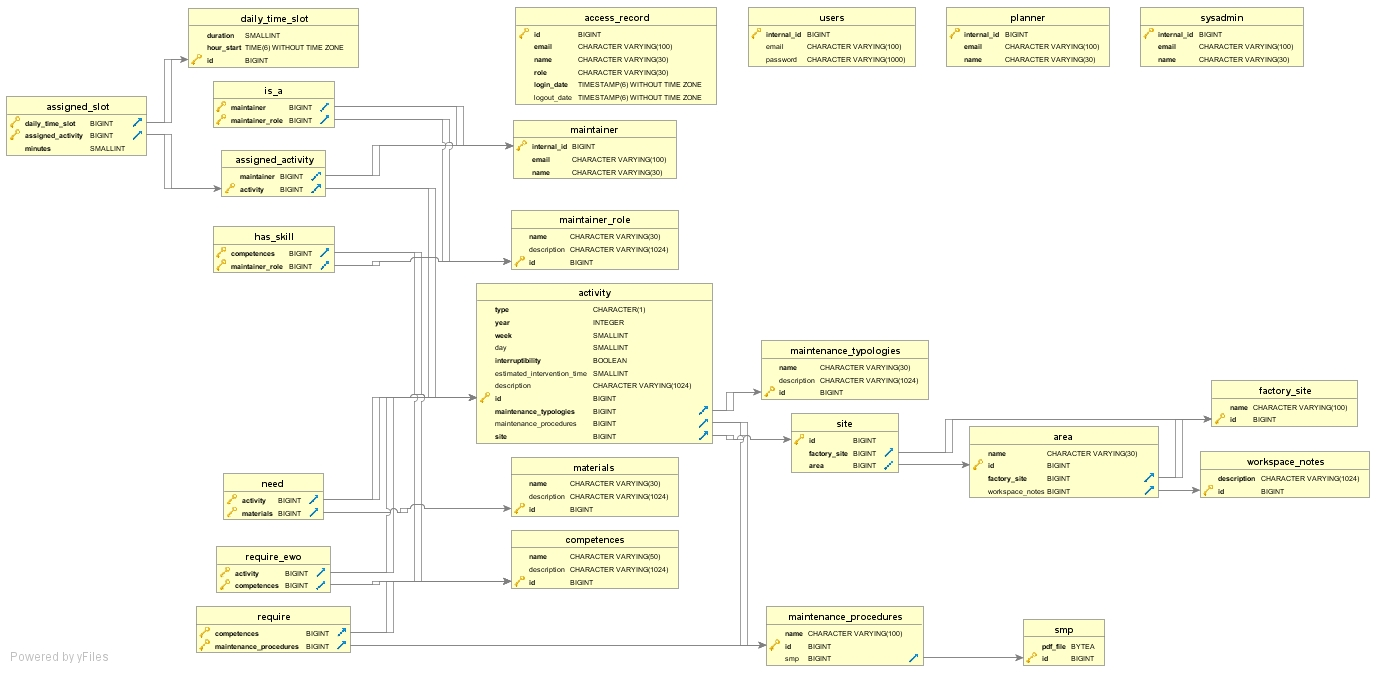 daily_time_slot
duration SMALLINT
hour_start TIME(6) WITHOUT TIME ZONE
id BIGINT
access_record
id BIGINT
email CHARACTER VARYING(100)
name CHARACTER VARYING(30)
role CHARACTER VARYING(30)
login_date TIMESTAMP(6) WITHOUT TIME ZONE
logout_date TIMESTAMP(6) WITHOUT TIME ZONE
users
internal_id BIGINT
email CHARACTER VARYING(100)
password CHARACTER VARYING(1000)
planner
internal_id BIGINT
email CHARACTER VARYING(100)
name CHARACTER VARYING(30)
sysadmin
internal_id BIGINT
email CHARACTER VARYING(100)
name CHARACTER VARYING(30)
assigned_slot
daily_time_slot BIGINT
assigned_activity BIGINT
minutes SMALLINT
is_a
maintainer BIGINT
maintainer_role BIGINT
maintainer
internal_id BIGINT
email CHARACTER VARYING(100)
name CHARACTER VARYING(30)
assigned_activity
maintainer BIGINT
activity BIGINT
maintainer_role
name CHARACTER VARYING(30)
description CHARACTER VARYING(1024)
id BIGINT
has_skill
competences BIGINT
maintainer_role BIGINT
activity
type CHARACTER(1)
year INTEGER
week SMALLINT
day SMALLINT
interruptibility BOOLEAN
estimated_intervention_time SMALLINT
description CHARACTER VARYING(1024)
id BIGINT
maintenance_typologies BIGINT
maintenance_procedures BIGINT
site BIGINT
maintenance_typologies
name CHARACTER VARYING(30)
description CHARACTER VARYING(1024)
id BIGINT
factory_site
name CHARACTER VARYING(100)
id BIGINT
site
id BIGINT
factory_site BIGINT
area BIGINT
area
name CHARACTER VARYING(30)
id BIGINT
factory_site BIGINT
workspace_notes BIGINT
workspace_notes
description CHARACTER VARYING(1024)
id BIGINT
materials
name CHARACTER VARYING(30)
description CHARACTER VARYING(1024)
id BIGINT
need
activity BIGINT
materials BIGINT
competences
name CHARACTER VARYING(50)
description CHARACTER VARYING(1024)
id BIGINT
require_ewo
activity BIGINT
competences BIGINT
require
competences BIGINT
maintenance_procedures BIGINT
maintenance_procedures
name CHARACTER VARYING(100)
id BIGINT
smp BIGINT
smp
pdf_file BYTEA
id BIGINT
Powered by yFiles